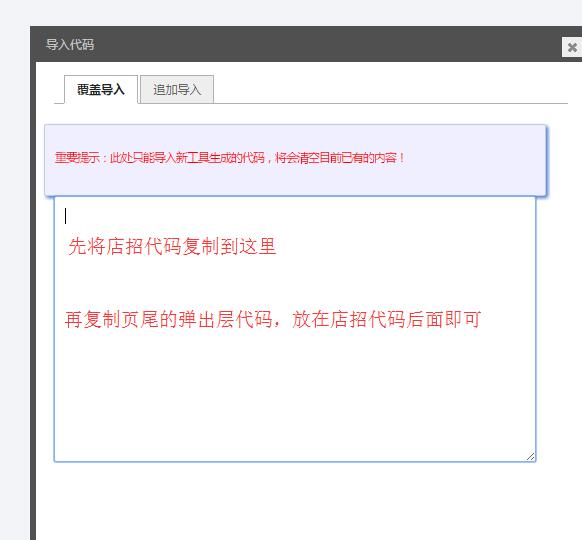 导入代码
覆盖导入 追加导入
重要提示：此处只能导入新工具生成的代码，将会清空目前已有的内容！
先将店招代码复制到这里
再复制页尾的弹出层代码，放在店招代码后面即可